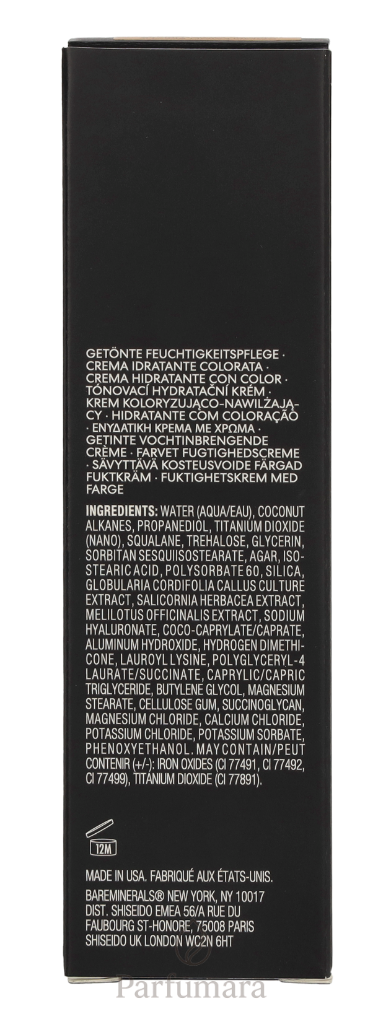 GETÖNTE FEUCHTIGKEITSPFLEGE ·
CREMA IDRATANTE COLORATA ·
CREMA HIDRATANTE CON COLOR ·
TÓNOVACÍ HYDRATAČNÍ KRÉM ·
KREM KOLORYZUJĄCO-NAWILŻAJĄ-
CY · HIDRATANTE COM COLORAÇÃO
· ΕΝΥΔΑΤΙΚΗ ΚΡΕΜΑ ΜΕ ΧΡΩΜΑ ·
GETINTE VOCHTINBRENGENDE
CRÈME · FARVET FUGTIGHEDSCREME
· SÄVYTTÄVÄ KOSTEUSVOIDE FÄRGAD
FUKTKRÄM · FUKTIGHETSKREM MED
FARGE
INGREDIENTS: WATER (AQUA/EAU), COCONUT
ALKANES, PROPANEDIOL, TITANIUM DIOXIDE
(NANO), SQUALANE, TREHALOSE, GLYCERIN,
SORBITAN SESQUIISOSTEARATE, AGAR, ISO-
STEARIC ACID, POLYSORBATE 60, SILICA,
GLOBULARIA CORDIFOLIA CALLUS CULTURE
EXTRACT, SALICORNIA HERBACEA EXTRACT,
MELILOTUS OFFICINALIS EXTRACT, SODIUM
HYALURONATE, COCO-CAPRYLATE/CAPRATE,
ALUMINUM HYDROXIDE, HYDROGEN DIMETHI-
CONE, LAUROYL LYSINE, POLYGLYCERYL-4
LAURATE/SUCCINATE, CAPRYLIC/CAPRIC
TRIGLYCERIDE, BUTYLENE GLYCOL, MAGNESIUM
STEARATE, CELLULOSE GUM, SUCCINOGLYCAN,
MAGNESIUM CHLORIDE, CALCIUM CHLORIDE,
POTASSIUM CHLORIDE, POTASSIUM SORBATE,
PHENOXYETHANOL. MAY CONTAIN/PEUT
CONTENIR (+/-): IRON OXIDES (CI 77491, CI 77492,
CI 77499), TITANIUM DIOXIDE (CI 77891).
12M
MADE IN USA. FABRIQUÉ AUX ÉTATS-UNIS.
BAREMINERALS® NEW YORK, NY 10017
DIST. SHISEIDO EMEA 56/A RUE DU
FAUBOURG ST-HONORE, 75008 PARIS
SHISEIDO UK LONDON WC2N 6HT
Parfumara